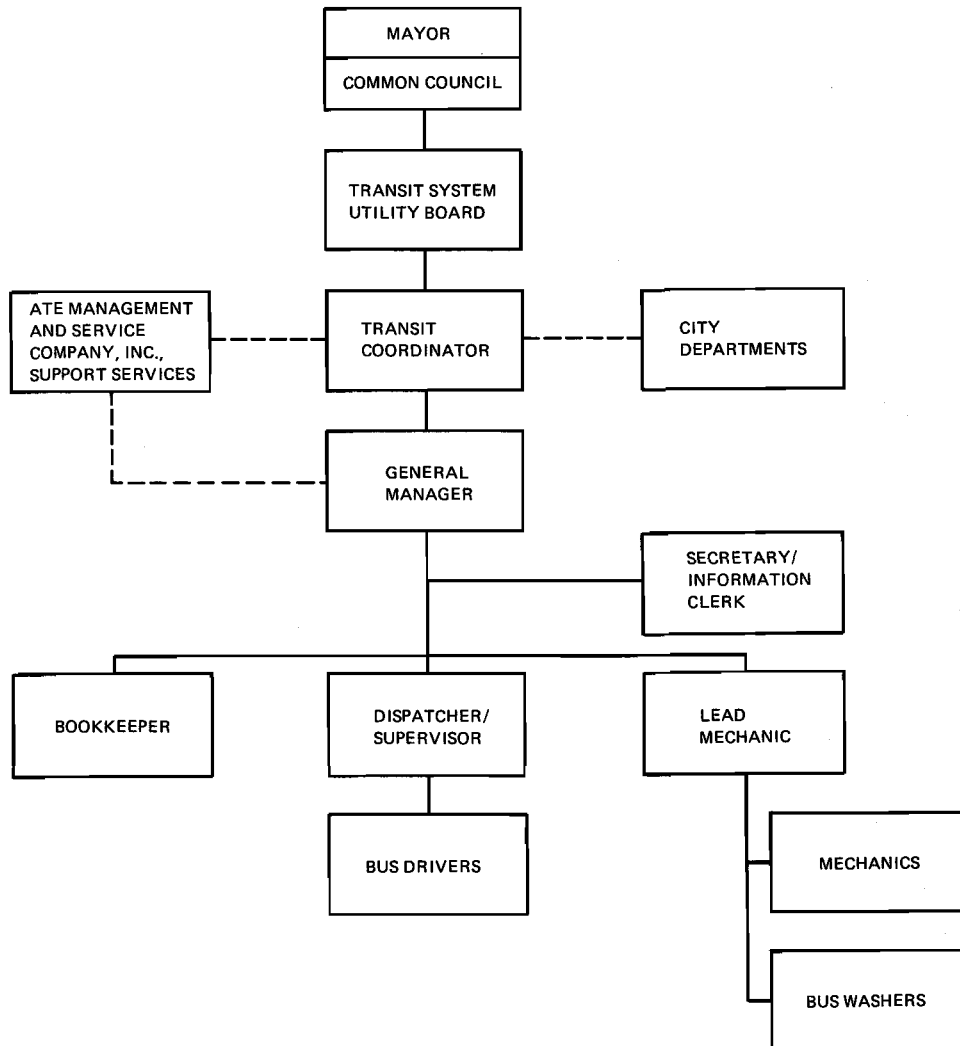 MAYOR
COMMON COUNCIL
TRANSIT SYSTEM
UTILITY BOARD
ATE MANAGEMENT
AND SERVICE
COMPANY, INC.,
SUPPORT SERVICES
TRANSIT
COORDINATOR
CITY
DEPARTMENTS
GENERAL
MANAGER
SECRETARY/
INFORMATION
CLERK
BOOKKEEPER
DISPATCHER/
SUPERVISOR
LEAD
MECHANIC
BUS DRIVERS
MECHANICS
BUS WASHERS